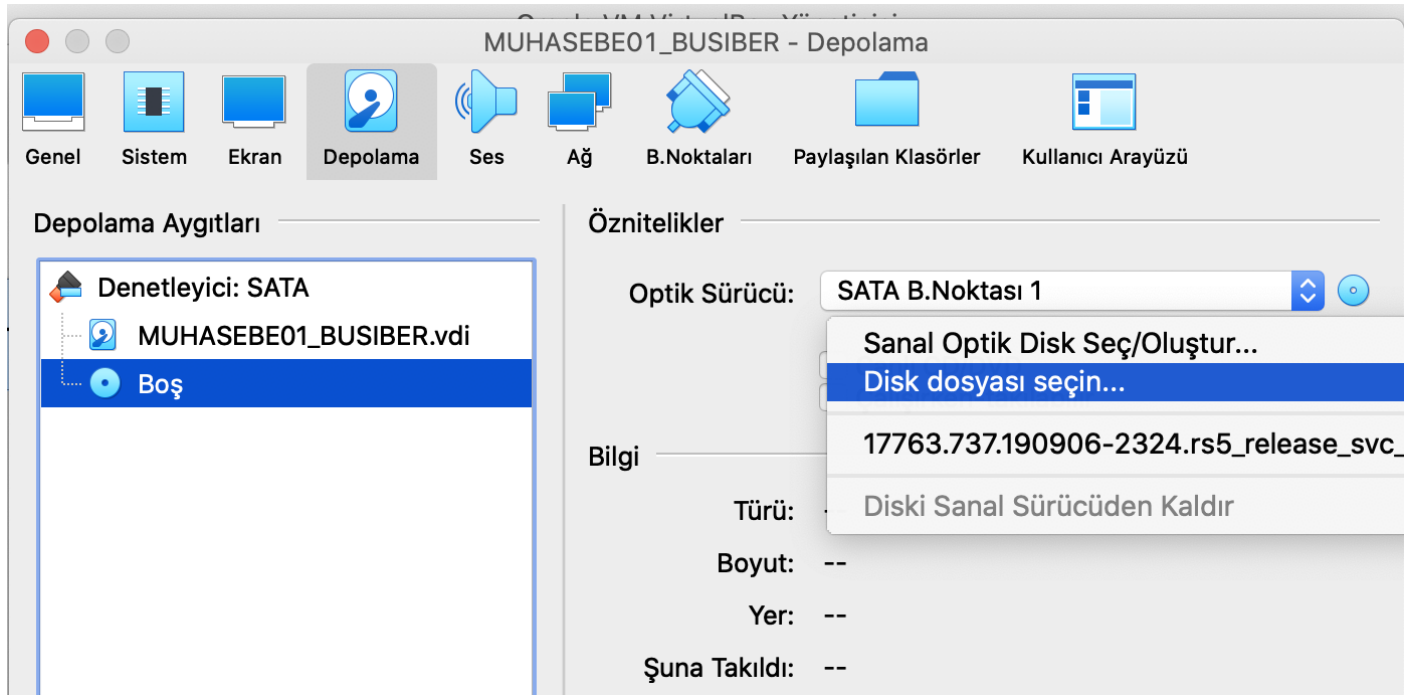 MUHASEBE01_BUSIBER - Depolama
Genel Sistem Ekran Depolama Ses Ağ B.Noktaları Paylaşılan Klasörler Kullanıcı Arayüzü
Depolama Aygıtları
Denetleyici: SATA
MUHASEBE01_BUSIBER.vdi
Boş
Öznitelikler
Optik Sürücü: SATA B.Noktası 1
Sanal Optik Disk Seç/Oluştur...
Disk dosyası seçin...
17763.737.190906-2324.rs5_release_svc_
Diski Sanal Sürücüden Kaldır
Bilgi
Türü:
Boyut: --
Yer: --
Şuna Takıldı: --